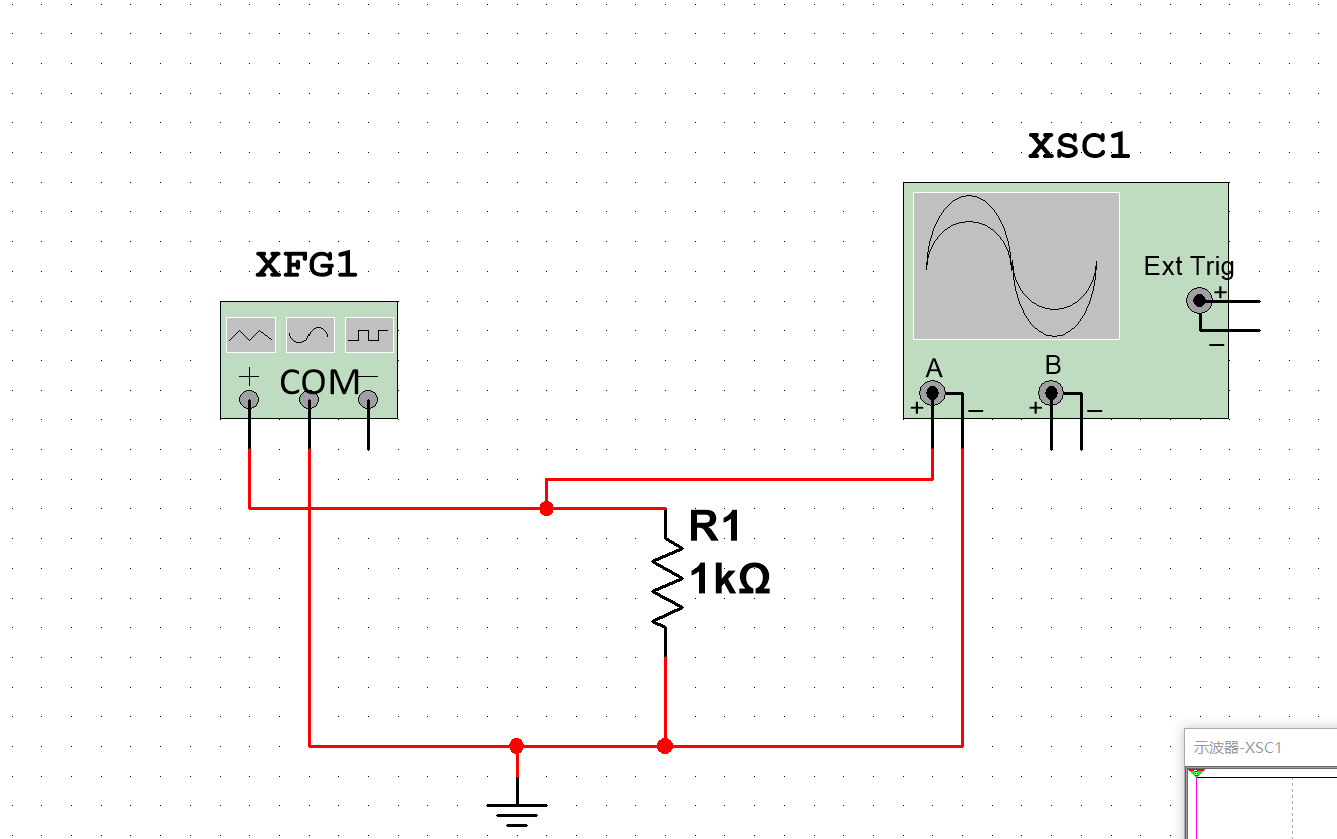 XSC1
XFG1
Ext Trig
+
−
+ COM −
A
B
+ −
+ −
R1
1kΩ
示波器-XSC1